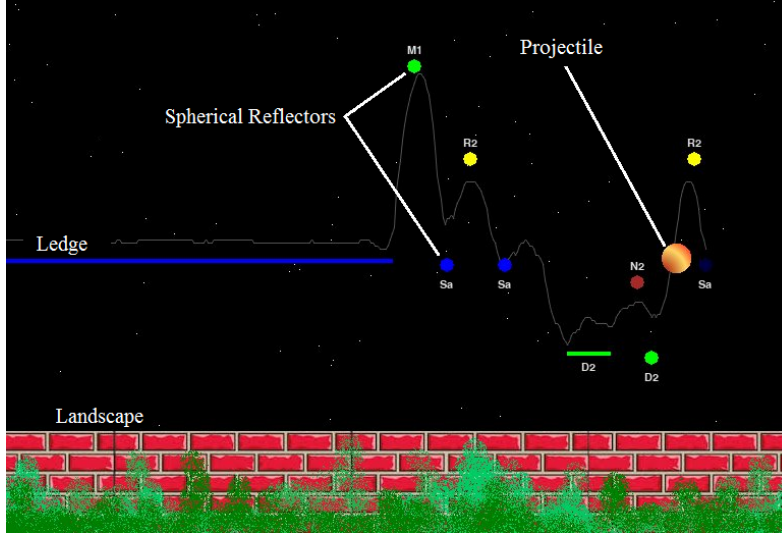 M1
Projectile
Spherical Reflectors
R2
R2
Ledge
N2
Sa
Sa
Sa
D2
D2
Landscape